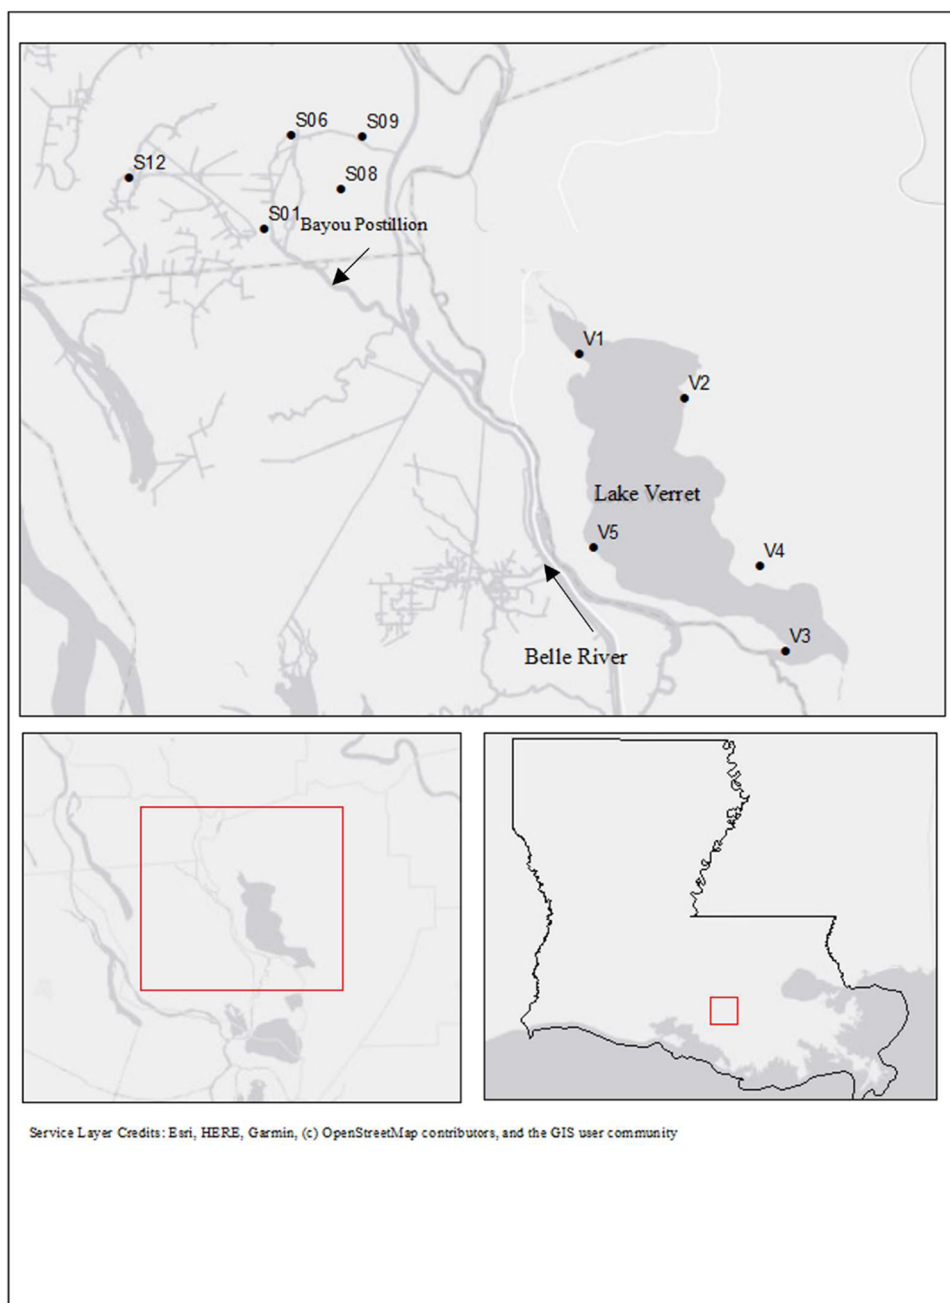 S06
S09
S12
S08
S01
Bayou Postillion
V1
V2
Lake Verret
V5
V4
V3
Belle River
Service Layer Credits: Esri, HERE, Garmin, (c) OpenStreetMap contributors, and the GIS user community